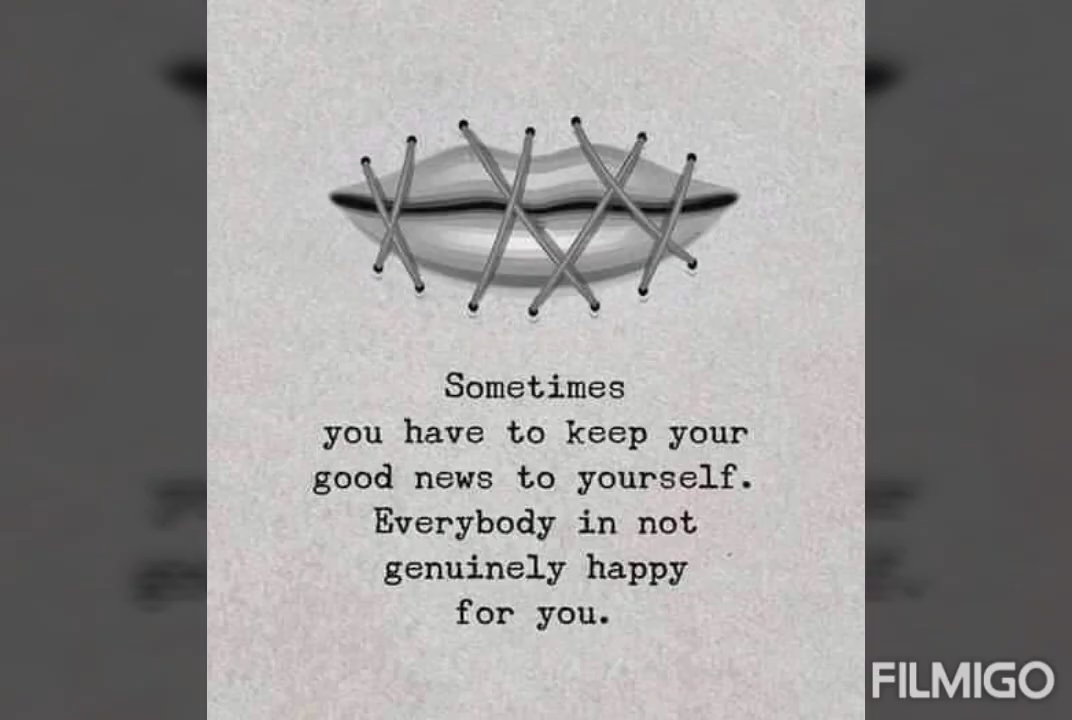 Sometimes
you have to keep your
good news to yourself.
Everybody in not
genuinely happy
for you.
FILMIGO